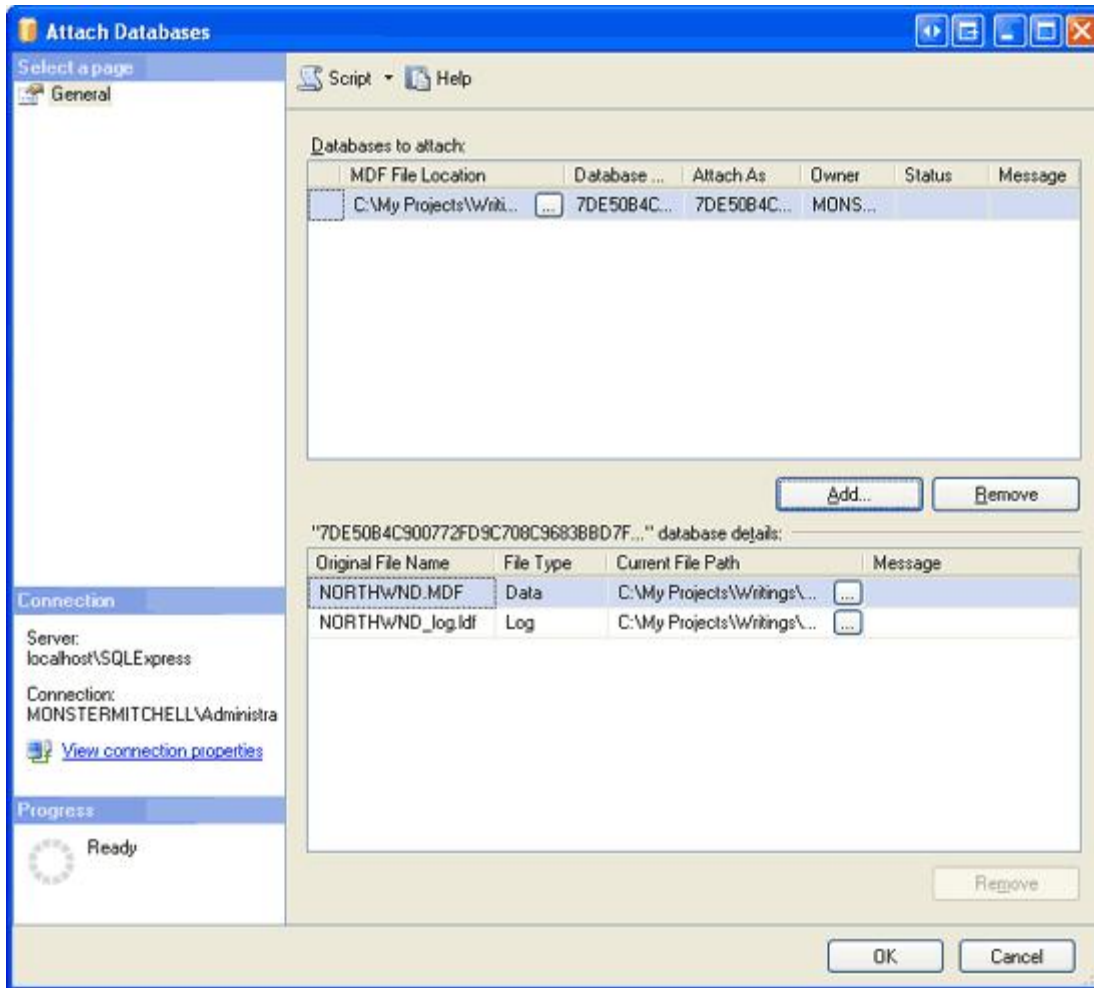 Attach Databases
Select a page
General
Script Help
Databases to attach:
MDF File Location Database ... Attach As Owner Status Message
C:\My Projects\Writi... ... 7DE50B4C... 7DE50B4C... MONS...
Add... Remove
"7DE50B4C900772FD9C708C9683BBD7F..." database details:
Original File Name File Type Current File Path Message
NORTHWND.MDF Data C:\My Projects\Writings\... ...
NORTHWND_log.ldf Log C:\My Projects\Writings\... ...
Connection
Server:
localhost\SQLExpress
Connection:
MONSTERMITCHELL\Administra
View connection properties
Progress
Ready
Remove
OK Cancel